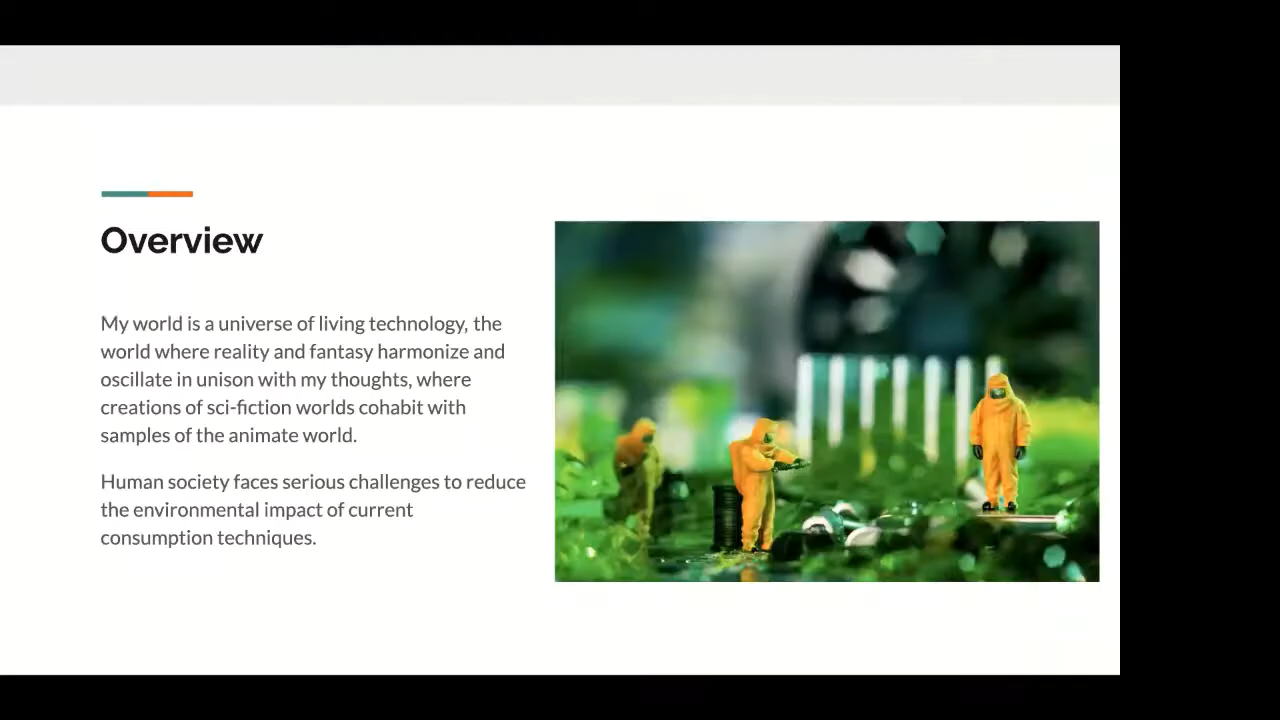 Overview
My world is a universe of living technology, the
world where reality and fantasy harmonize and
oscillate in unison with my thoughts, where
creations of sci-fiction worlds cohabit with
samples of the animate world.
Human society faces serious challenges to reduce
the environmental impact of current
consumption techniques.